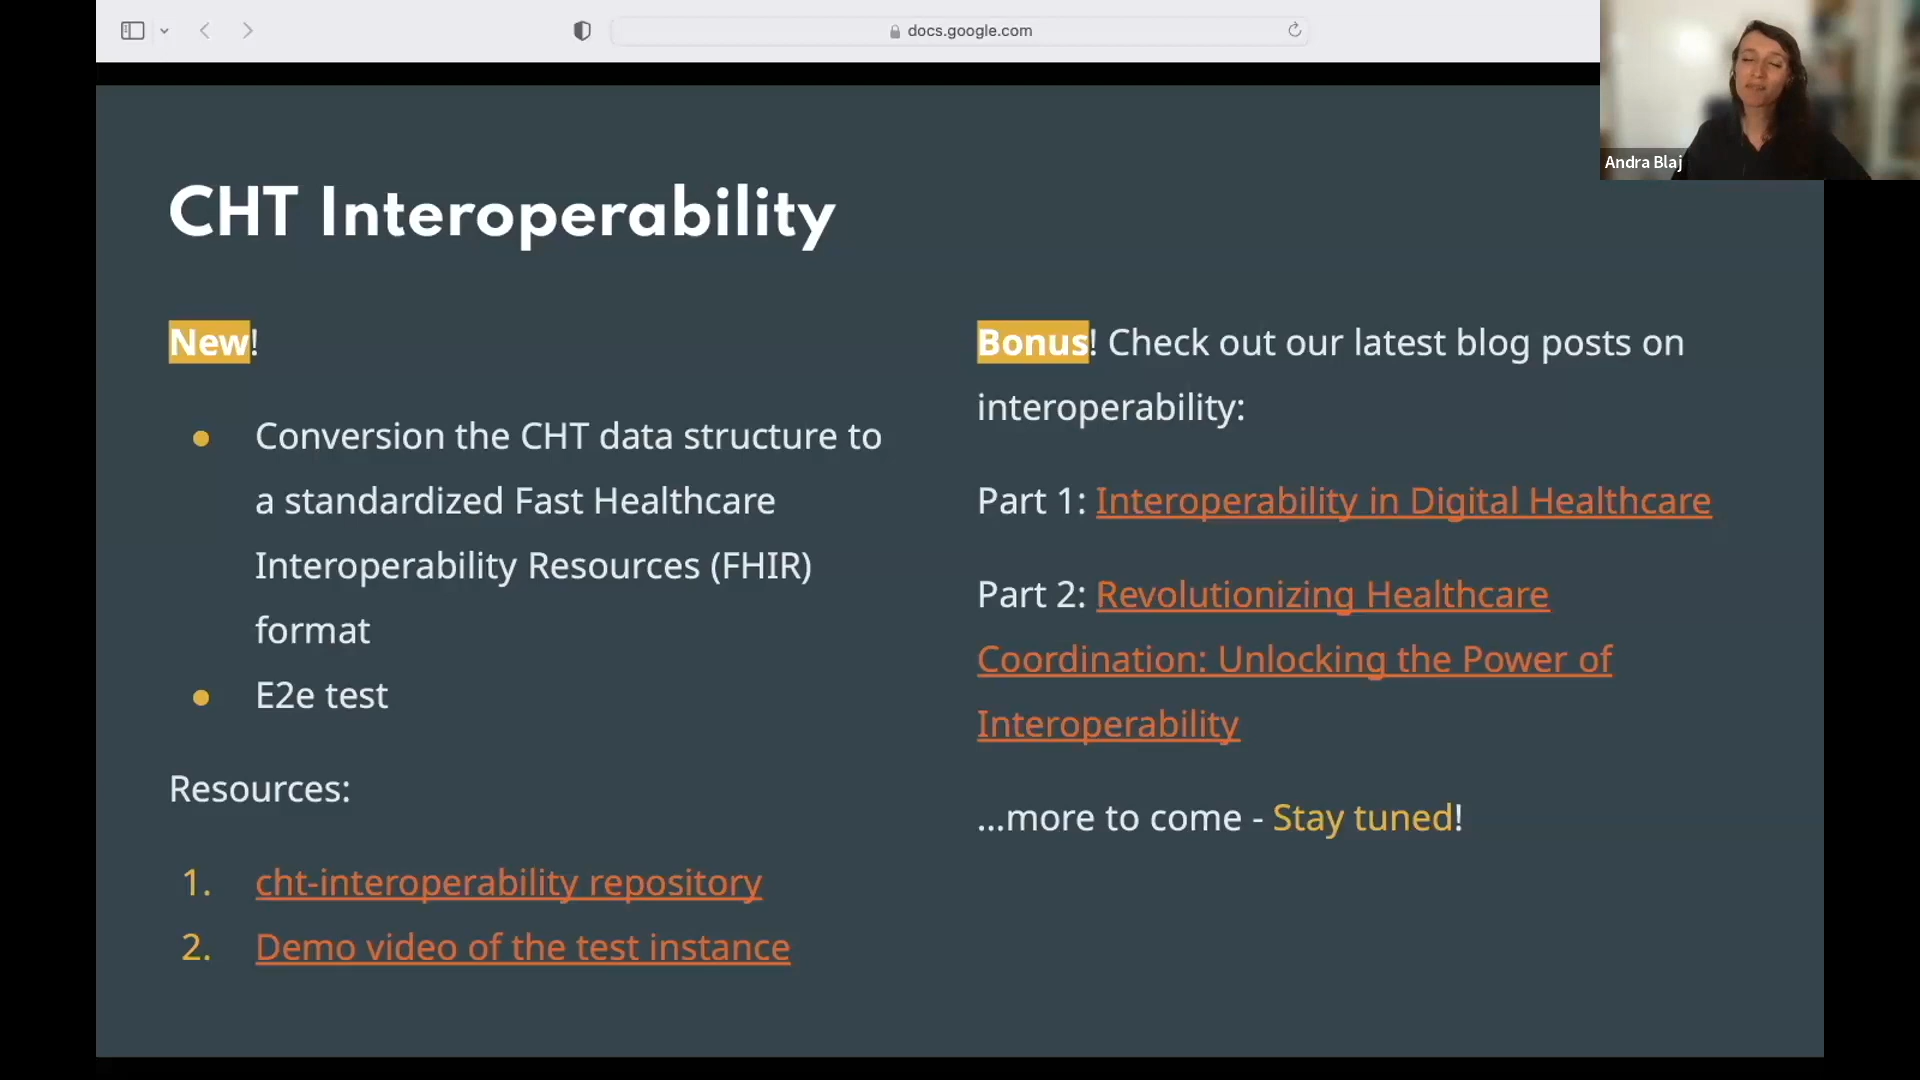 docs.google.com
Andra Blaj
CHT Interoperability
New!
Conversion the CHT data structure to
a standardized Fast Healthcare
Interoperability Resources (FHIR)
format
E2e test
Resources:
1. cht-interoperability repository
2. Demo video of the test instance
Bonus! Check out our latest blog posts on
interoperability:
Part 1: Interoperability in Digital Healthcare
Part 2: Revolutionizing Healthcare
Coordination: Unlocking the Power of
Interoperability
...more to come - Stay tuned!